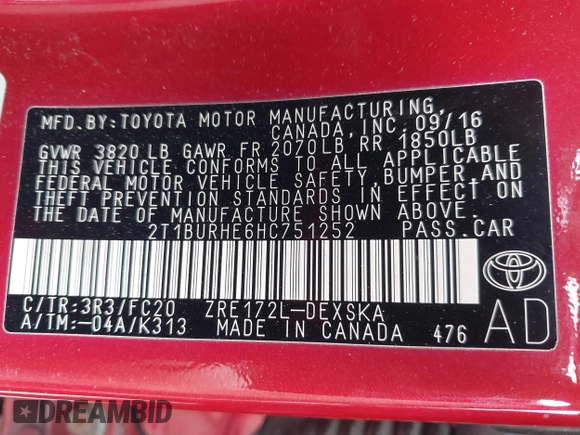 MFD.BY:TOYOTA MOTOR MANUFACTURING,
CANADA, INC. 09/16
GVWR 3820 LB GAWR FR 2070LB RR 1850LB
THIS VEHICLE CONFORMS TO ALL APPLICABLE
FEDERAL MOTOR VEHICLE SAFETY, BUMPER, AND
THEFT PREVENTION STANDARDS IN EFFECT ON
THE DATE OF MANUFACTURE SHOWN ABOVE.
2T1BURHE6HC751252 PASS.CAR
C/TR:3R3/FC20 ZRE172L-DEXSKA
A/TM:-04A/K313 MADE IN CANADA 476
AD
DREAMBID